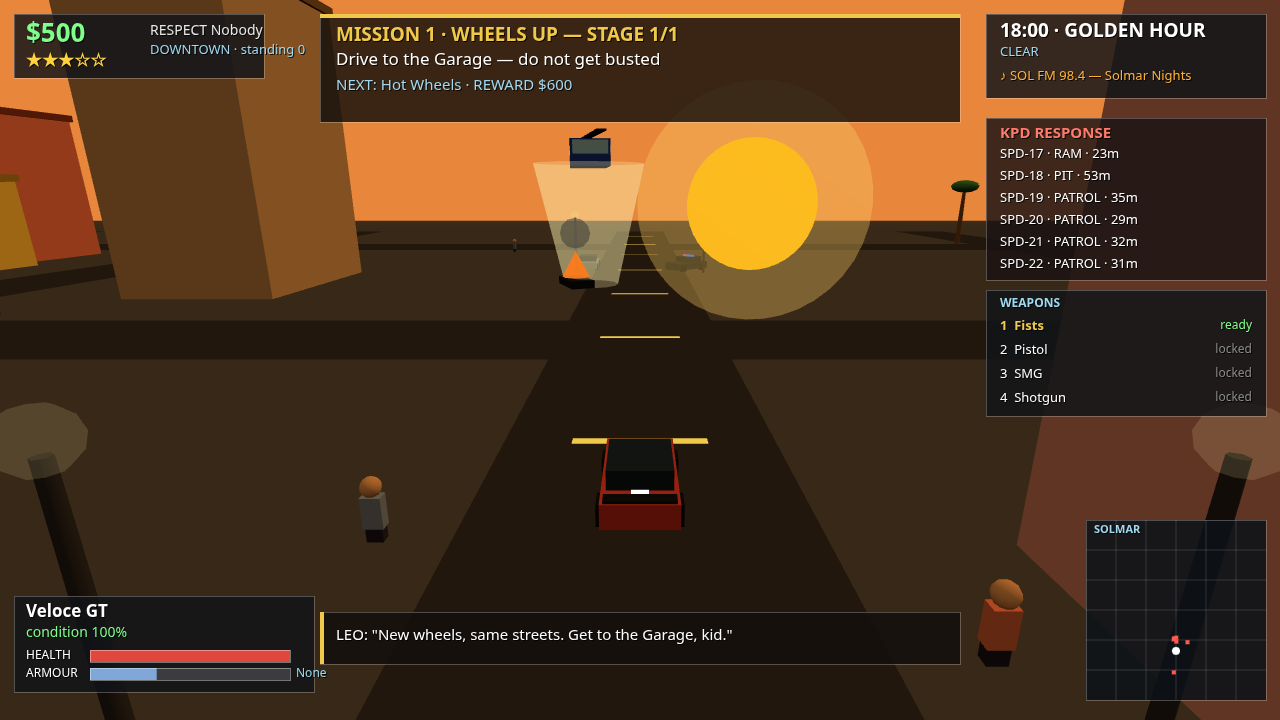 $500
RESPECT Nobody
★★★☆☆
DOWNTOWN · standing 0
MISSION 1 · WHEELS UP — STAGE 1/1
Drive to the Garage — do not get busted
NEXT: Hot Wheels · REWARD $600
18:00 · GOLDEN HOUR
CLEAR
♪ SOL FM 98.4 — Solmar Nights
KPD RESPONSE
SPD-17 · RAM · 23m
SPD-18 · PIT · 53m
SPD-19 · PATROL · 35m
SPD-20 · PATROL · 29m
SPD-21 · PATROL · 32m
SPD-22 · PATROL · 31m
WEAPONS
1 Fists ready
2 Pistol locked
3 SMG locked
4 Shotgun locked
SOLMAR
Veloce GT
condition 100%
HEALTH
ARMOUR None
LEO: "New wheels, same streets. Get to the Garage, kid."